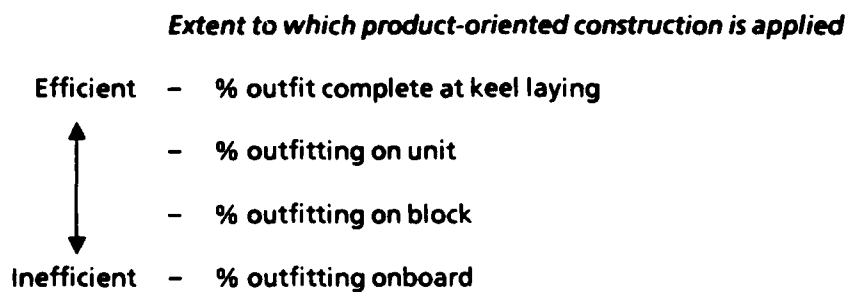 Extent to which product-oriented construction is applied
Efficient – % outfit complete at keel laying
– % outfitting on unit
– % outfitting on block
Inefficient – % outfitting onboard